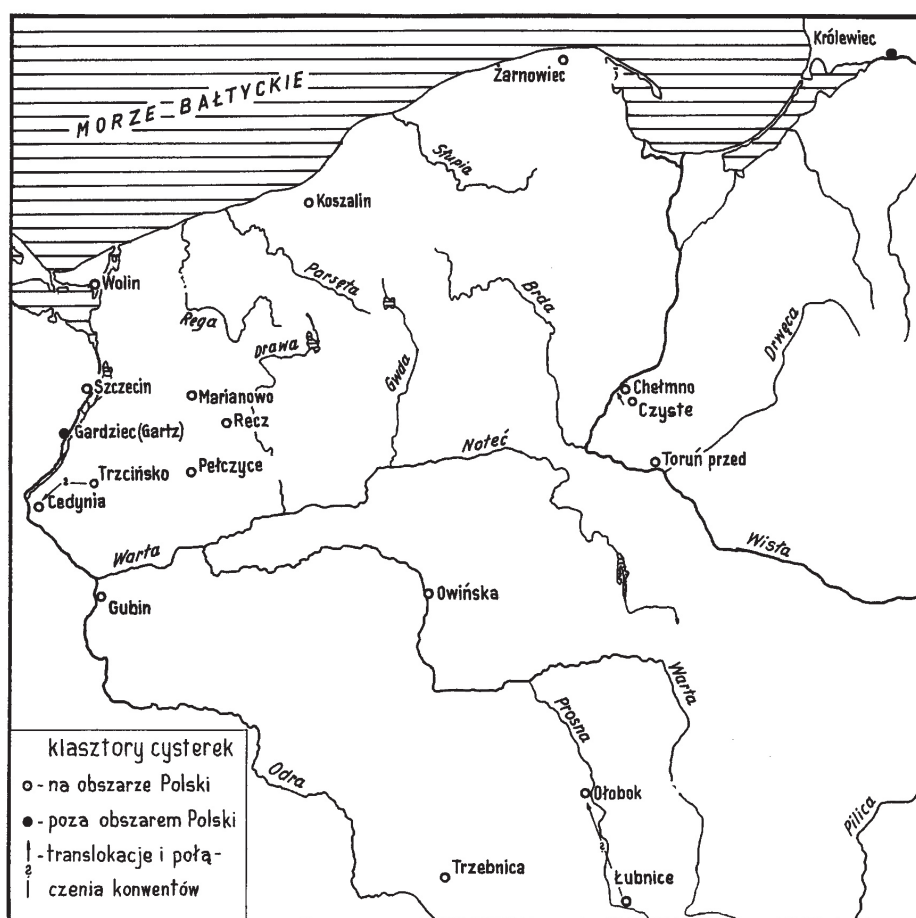 Królewiec
Żarnowiec
MORZE BAŁTYCKIE
Słupia
Koszalin
Parsęta
Wolin
Brda
Rega
Drawa
Drwęca
Gwda
Szczecin
Marianowo
Chełmno
Czyste
Recz
Gardziec (Gartz)
Noteć
Pełczyce
Toruń przed
Trzcińsko
Cedynia
Wisła
Warta
Gubin
Owińska
Warta
Prosna
Odra
Ołobok
Pilica
Trzebnica
Łubnice
klasztory cysterek
- na obszarze Polski
- poza obszarem Polski
- translokacje i połą-
? czenia konwentów